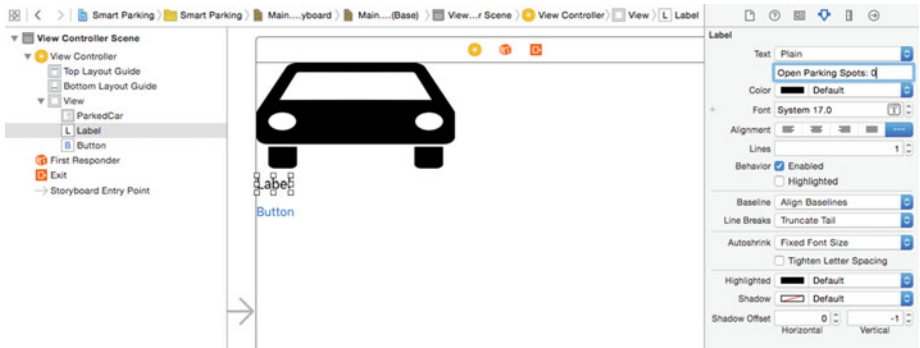 Smart Parking Smart Parking Main....yboard Main....(Base) View...r Scene View Controller View L Label
View Controller Scene
View Controller
Top Layout Guide
Bottom Layout Guide
View
ParkedCar
L Label
B Button
First Responder
Exit
Storyboard Entry Point
Label
Button
Label
Text Plain
Open Parking Spots: 0
Color Default
Font System 17.0
Alignment
Lines 1
Behavior Enabled
Highlighted
Baseline Align Baselines
Line Breaks Truncate Tail
Autoshrink Fixed Font Size
Tighten Letter Spacing
Highlighted Default
Shadow Default
Shadow Offset 0 -1
Horizontal Vertical